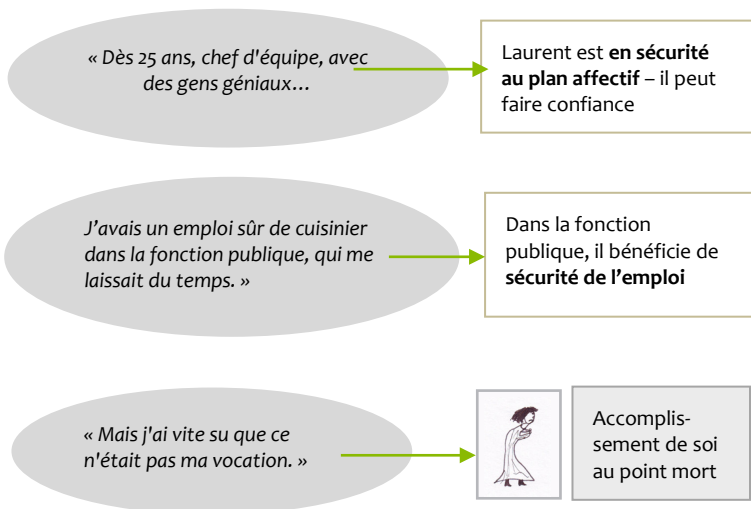 « Dès 25 ans, chef d'équipe, avec
des gens géniaux…
Laurent est en sécurité
au plan affectif – il peut
faire confiance
J’avais un emploi sûr de cuisinier
dans la fonction publique, qui me
laissait du temps. »
Dans la fonction
publique, il bénéficie de
sécurité de l’emploi
« Mais j'ai vite su que ce
n'était pas ma vocation. »
Accomplis-
sement de soi
au point mort